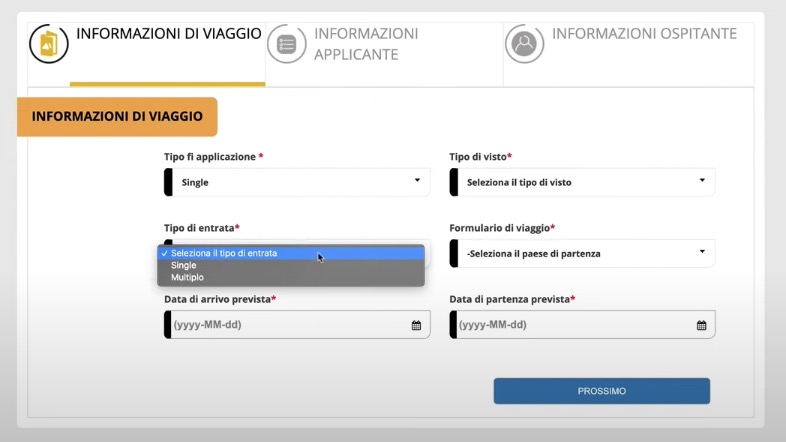 INFORMAZIONI DI VIAGGIO
INFORMAZIONI
APPLICANTE
INFORMAZIONI OSPITANTE
INFORMAZIONI DI VIAGGIO
Tipo fi applicazione *
Tipo di visto*
Single
Seleziona il tipo di visto
Tipo di entrata*
Formulario di viaggio*
✓ Seleziona il tipo di entrata
-Seleziona il paese di partenza
Single
Multiplo
Data di arrivo prevista*
Data di partenza prevista*
(yyyy-MM-dd)
(yyyy-MM-dd)
PROSSIMO